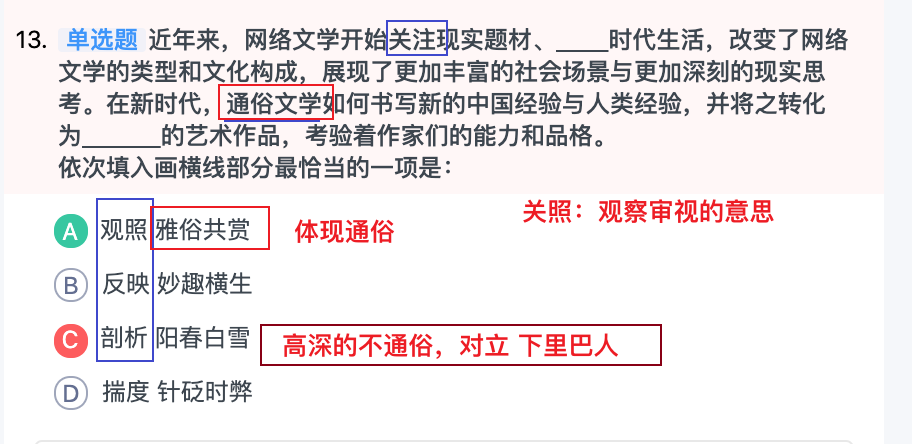 13. 单选题 近年来，网络文学开始关注现实题材、____时代生活，改变了网络
文学的类型和文化构成，展现了更加丰富的社会场景与更加深刻的现实思
考。在新时代，通俗文学如何书写新的中国经验与人类经验，并将之转化
为______的艺术作品，考验着作家们的能力和品格。
依次填入画横线部分最恰当的一项是：
关照：观察审视的意思
A 观照 雅俗共赏 体现通俗
B 反映 妙趣横生
C 剖析 阳春白雪 高深的不通俗，对立 下里巴人
D 揣度 针砭时弊